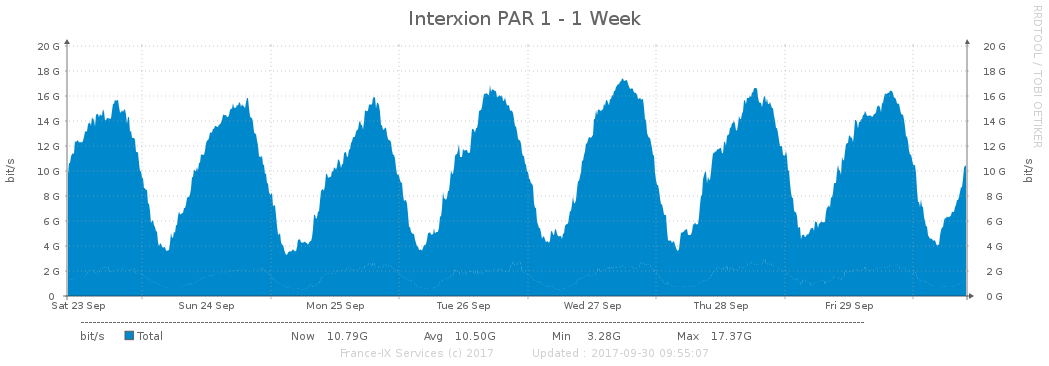 Interxion PAR 1 - 1 Week
RRDTOOL / TOBI OETIKER
20 G 20 G
18 G 18 G
16 G 16 G
14 G 14 G
12 G 12 G
10 G 10 G
8 G 8 G
6 G 6 G
4 G 4 G
2 G 2 G
0 0 G
bit/s
bit/s
Sat 23 Sep Sun 24 Sep Mon 25 Sep Tue 26 Sep Wed 27 Sep Thu 28 Sep Fri 29 Sep
bit/s Total Now 10.79G Avg 10.50G Min 3.28G Max 17.37G
France-IX Services (c) 2017 Updated : 2017-09-30 09:55:07